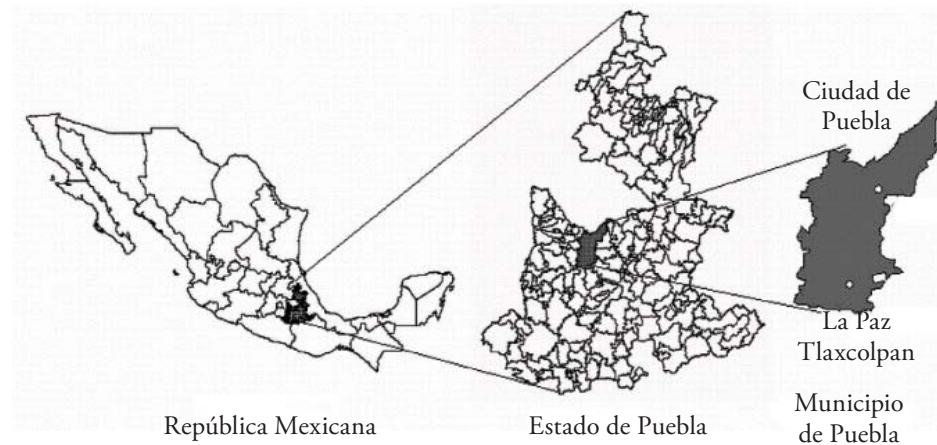 Ciudad de
Puebla
La Paz
Tlaxcolpan
República Mexicana
Estado de Puebla
Municipio
de Puebla